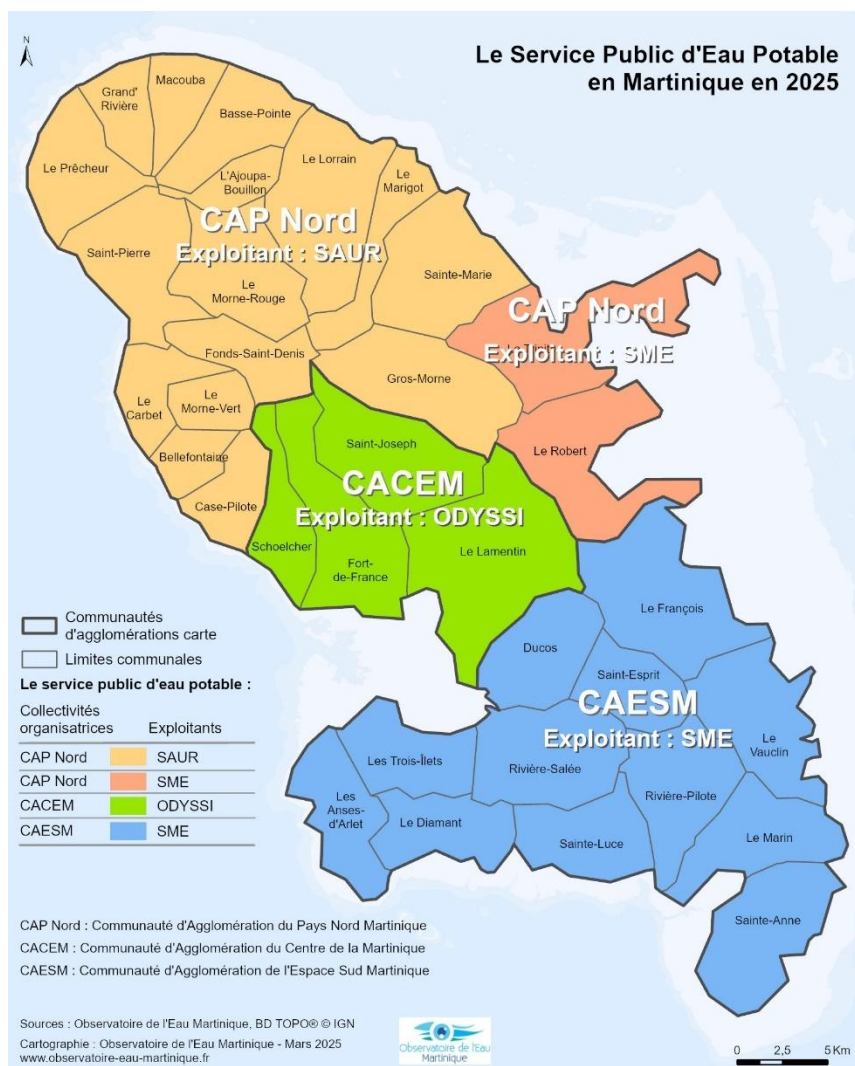 Le Service Public d'Eau Potable
en Martinique en 2025
N
Macouba
Grand'
Rivière
Basse-Pointe
Le Prêcheur
L'Ajoupa-
Bouillon
Le Lorrain
Le
Marigot
CAP Nord
Exploitant : SAUR
Saint-Pierre
Sainte-Marie
Le
Morne-Rouge
CAP Nord
Exploitant : SME
Fonds-Saint-Denis
Gros-Morne
Le
Carbet
Le
Morne-Vert
Saint-Joseph
Le Robert
Bellefontaine
CACEM
Exploitant : ODYSSI
Case-Pilote
Schoelcher
Fort-
de-France
Le Lamentin
Le François
Ducos
Saint-Esprit
CAESM
Exploitant : SME
Le
Vauclin
Les Trois-Îlets
Rivière-Salée
Rivière-Pilote
Les
Anses-
d'Arlet
Le Diamant
Sainte-Luce
Le Marin
Sainte-Anne
Communautés
d'agglomérations carte
Limites communales
Le service public d'eau potable :
Collectivités
organisatrices Exploitants
CAP Nord SAUR
CAP Nord SME
CACEM ODYSSI
CAESM SME
CAP Nord : Communauté d'Agglomération du Pays Nord Martinique
CACEM : Communauté d'Agglomération du Centre de la Martinique
CAESM : Communauté d'Agglomération de l'Espace Sud Martinique
Sources : Observatoire de l'Eau Martinique, BD TOPO® © IGN
Cartographie : Observatoire de l'Eau Martinique - Mars 2025
www.observatoire-eau-martinique.fr
Observatoire de l'Eau
Martinique
0 2,5 5 Km